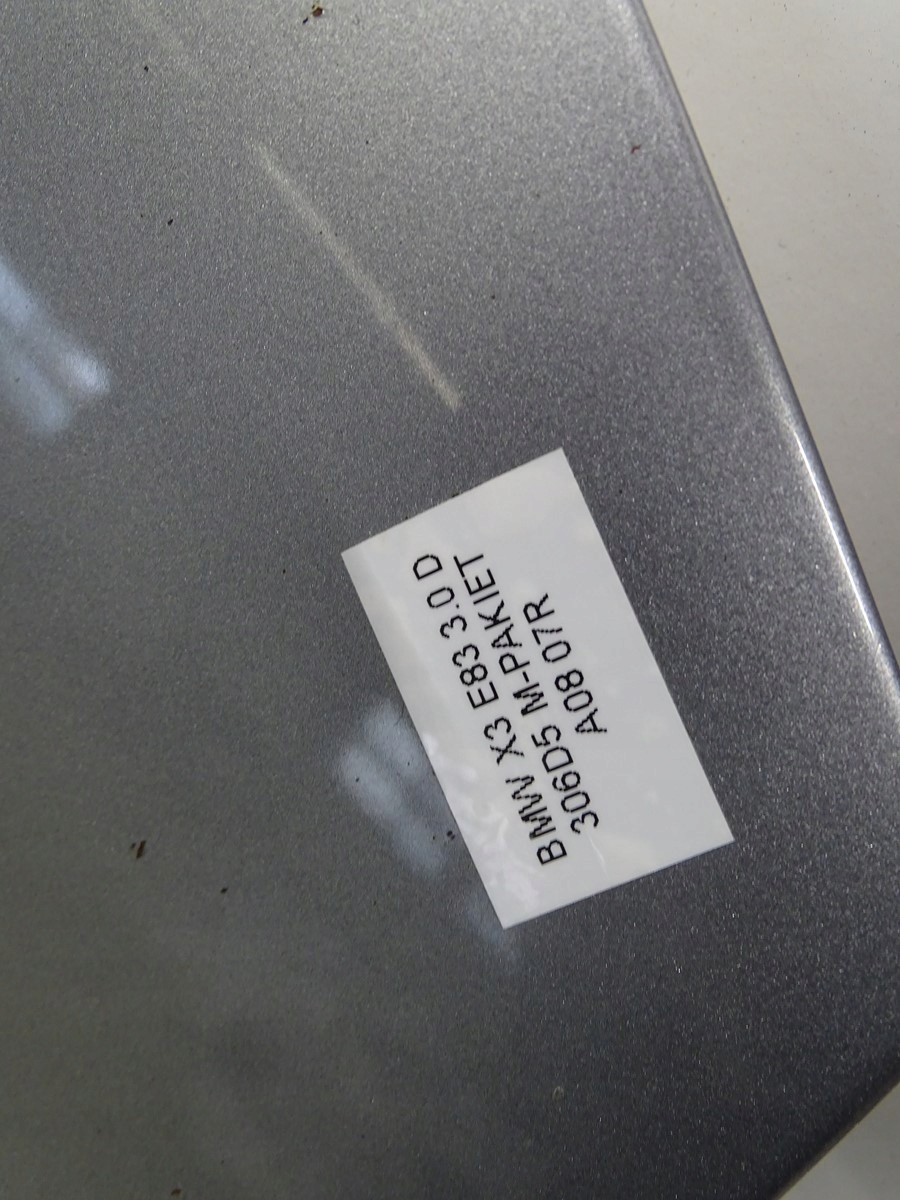 BMW X3 E83 3.0 D
306D5 M-PAKIET
A08 07R